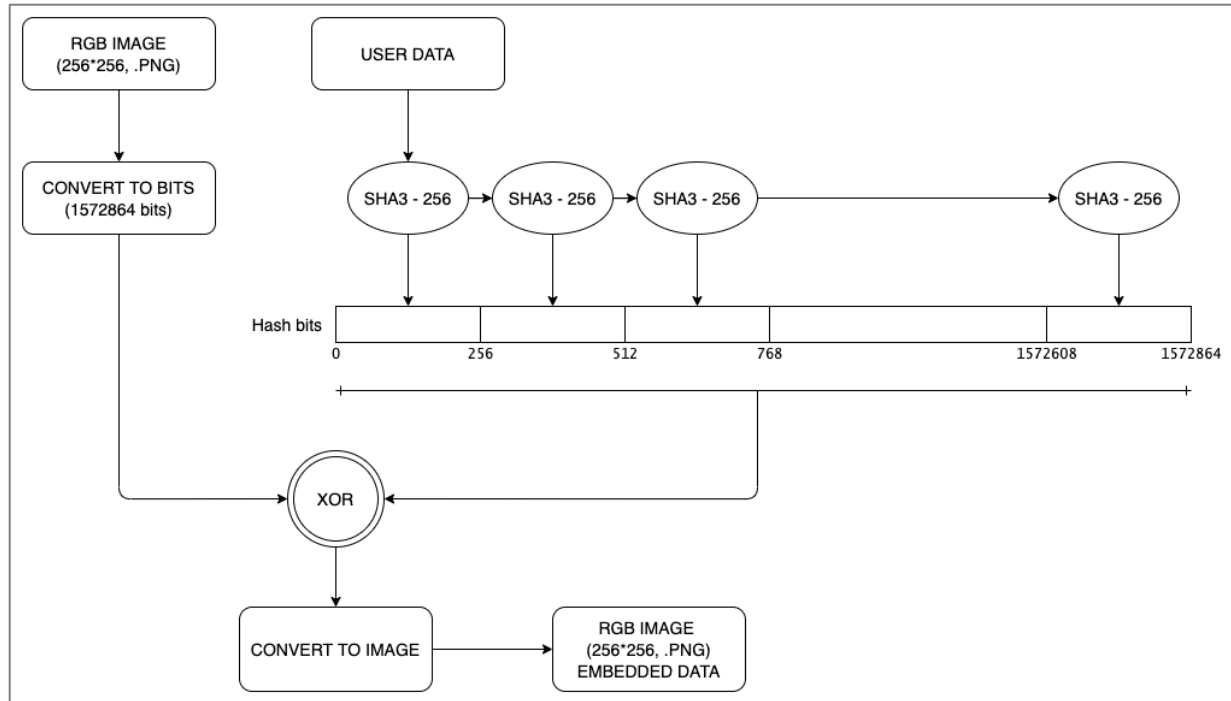 RGB IMAGE
(256*256, .PNG)
USER DATA
CONVERT TO BITS
(1572864 bits)
SHA3 - 256
SHA3 - 256
SHA3 - 256
SHA3 - 256
Hash bits
0
256
512
768
1572608
1572864
XOR
CONVERT TO IMAGE
RGB IMAGE
(256*256, .PNG)
EMBEDDED DATA